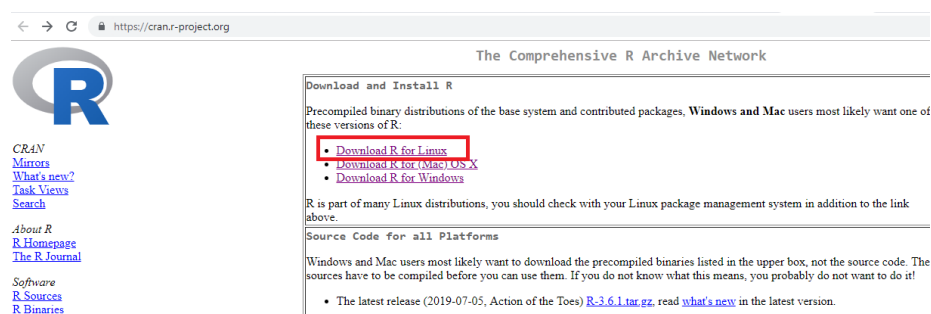 https://cran.r-project.org
The Comprehensive R Archive Network
R
CRAN
Mirrors
What's new?
Task Views
Search
About R
R Homepage
The R Journal
Software
R Sources
R Binaries
Download and Install R
Precompiled binary distributions of the base system and contributed packages, Windows and Mac users most likely want one of
these versions of R:
• Download R for Linux
• Download R for (Mac) OS X
• Download R for Windows
R is part of many Linux distributions, you should check with your Linux package management system in addition to the link
above.
Source Code for all Platforms
Windows and Mac users most likely want to download the precompiled binaries listed in the upper box, not the source code. The
sources have to be compiled before you can use them. If you do not know what this means, you probably do not want to do it!
• The latest release (2019-07-05, Action of the Toes) R-3.6.1.tar.gz, read what's new in the latest version.